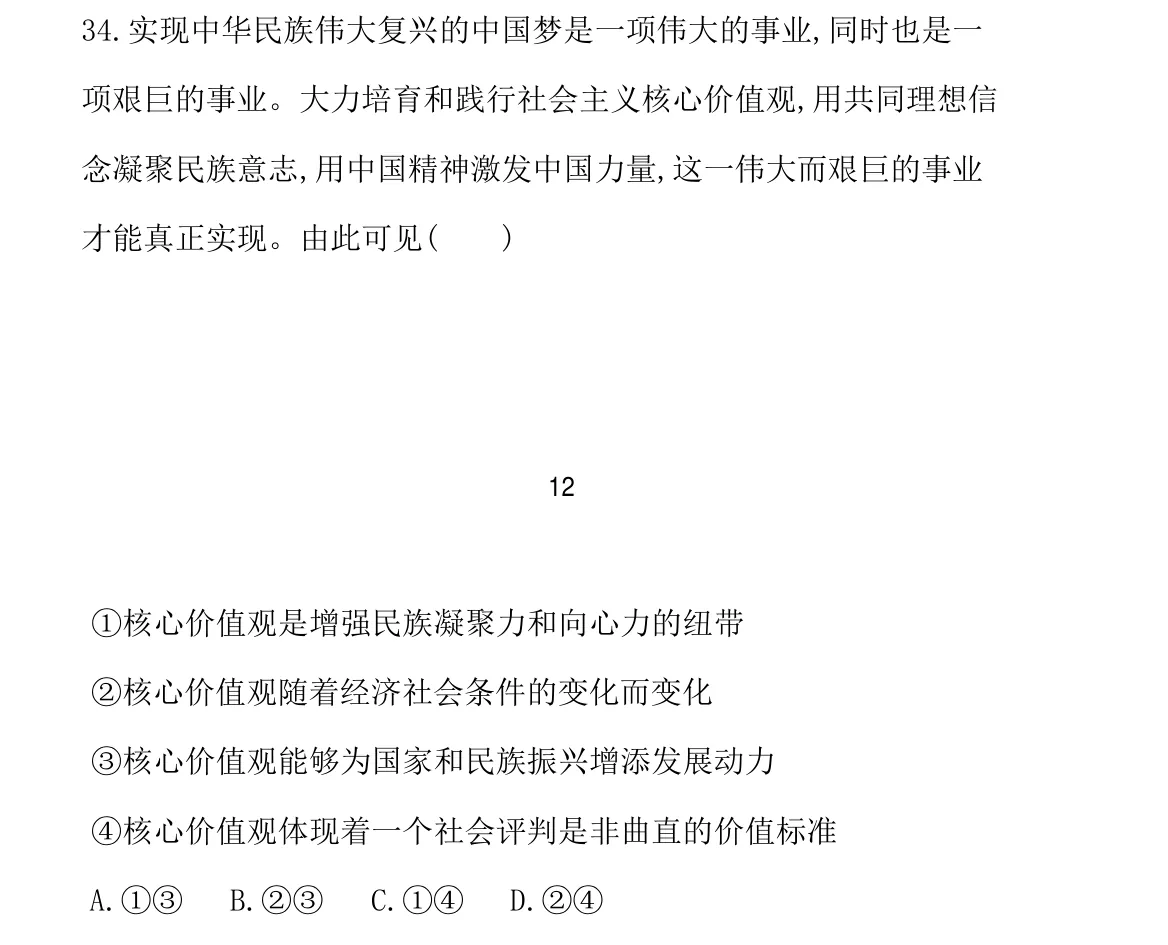 34.实现中华民族伟大复兴的中国梦是一项伟大的事业,同时也是一
项艰巨的事业。大力培育和践行社会主义核心价值观,用共同理想信
念凝聚民族意志,用中国精神激发中国力量,这一伟大而艰巨的事业
才能真正实现。由此可见(　　)
12
①核心价值观是增强民族凝聚力和向心力的纽带
②核心价值观随着经济社会条件的变化而变化
③核心价值观能够为国家和民族振兴增添发展动力
④核心价值观体现着一个社会评判是非曲直的价值标准
A.①③　B.②③　C.①④　D.②④